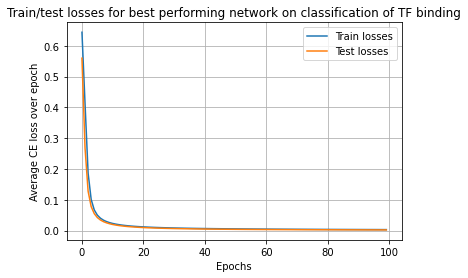 Train/test losses for best performing network on classification of TF binding
Train losses
Test losses
Average CE loss over epoch
0.6
0.5
0.4
0.3
0.2
0.1
0.0
0 20 40 60 80 100
Epochs